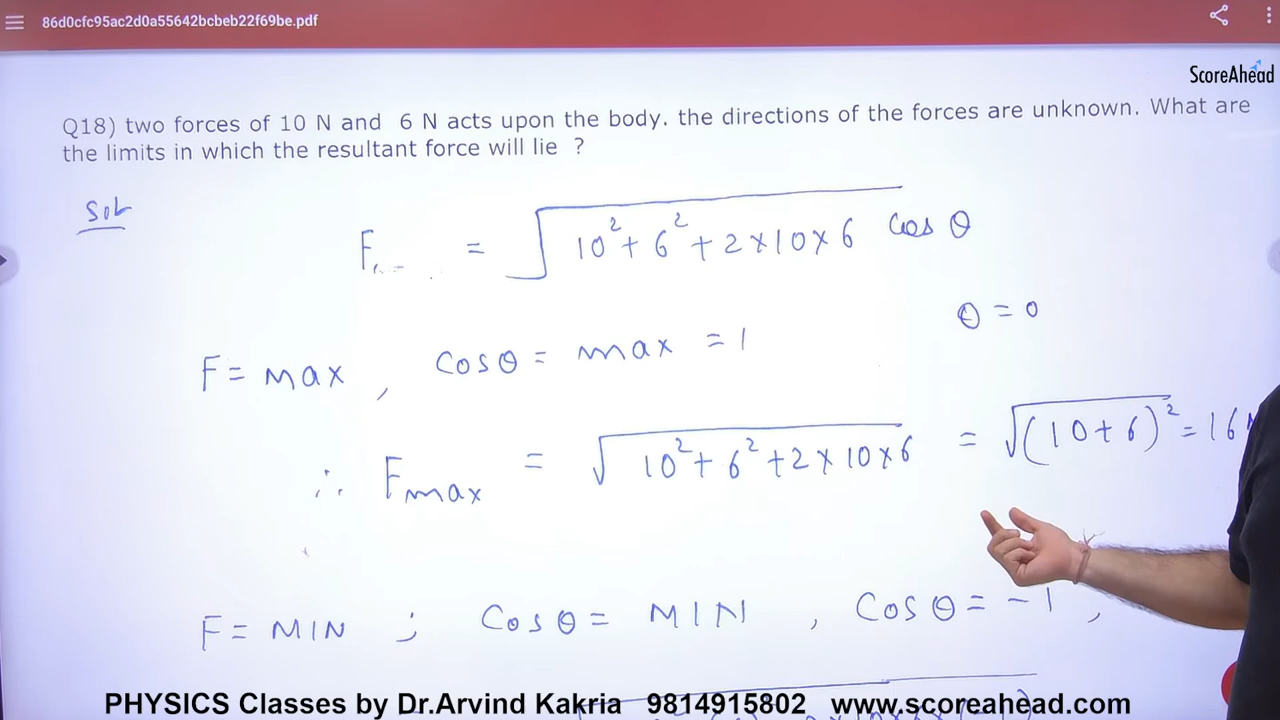 86d0cfc95ac2d0a55642bcbeb22f69be.pdf
ScoreAhead
Q18) two forces of 10 N and 6 N acts upon the body. the directions of the forces are unknown. What are
the limits in which the resultant force will lie ?
Sol
F = √10² + 6² + 2×10×6 cos θ
θ = 0
F = max , cos θ = max = 1
∴ Fmax = √10² + 6² + 2×10×6 = √(10+6)² = 16
F = MIN ; Cos θ = MIN , Cos θ = -1 ,
PHYSICS Classes by Dr.Arvind Kakria 9814915802 www.scoreahead.com